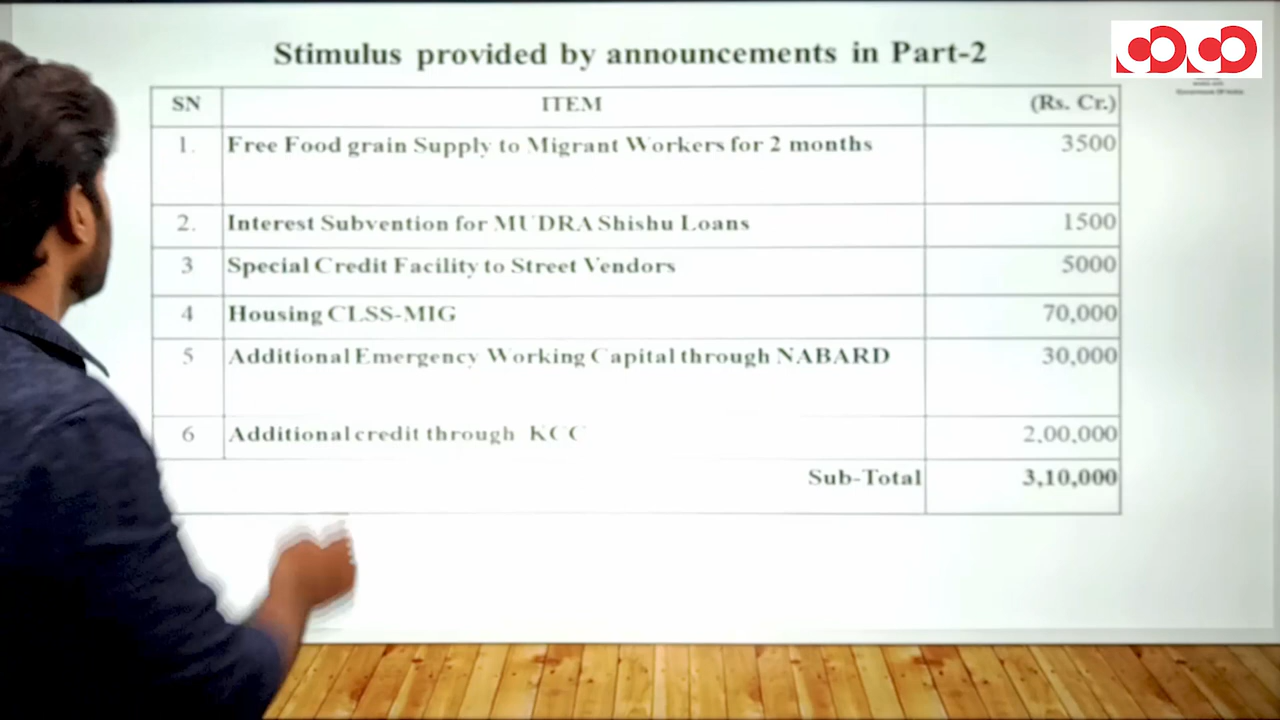 Stimulus provided by announcements in Part-2
SN ITEM (Rs. Cr.)
1. Free Food grain Supply to Migrant Workers for 2 months 3500
2. Interest Subvention for MUDRA Shishu Loans 1500
3 Special Credit Facility to Street Vendors 5000
4 Housing CLSS-MIG 70,000
5 Additional Emergency Working Capital through NABARD 30,000
6 Additional credit through KCC 2,00,000
Sub-Total 3,10,000
Government Of India